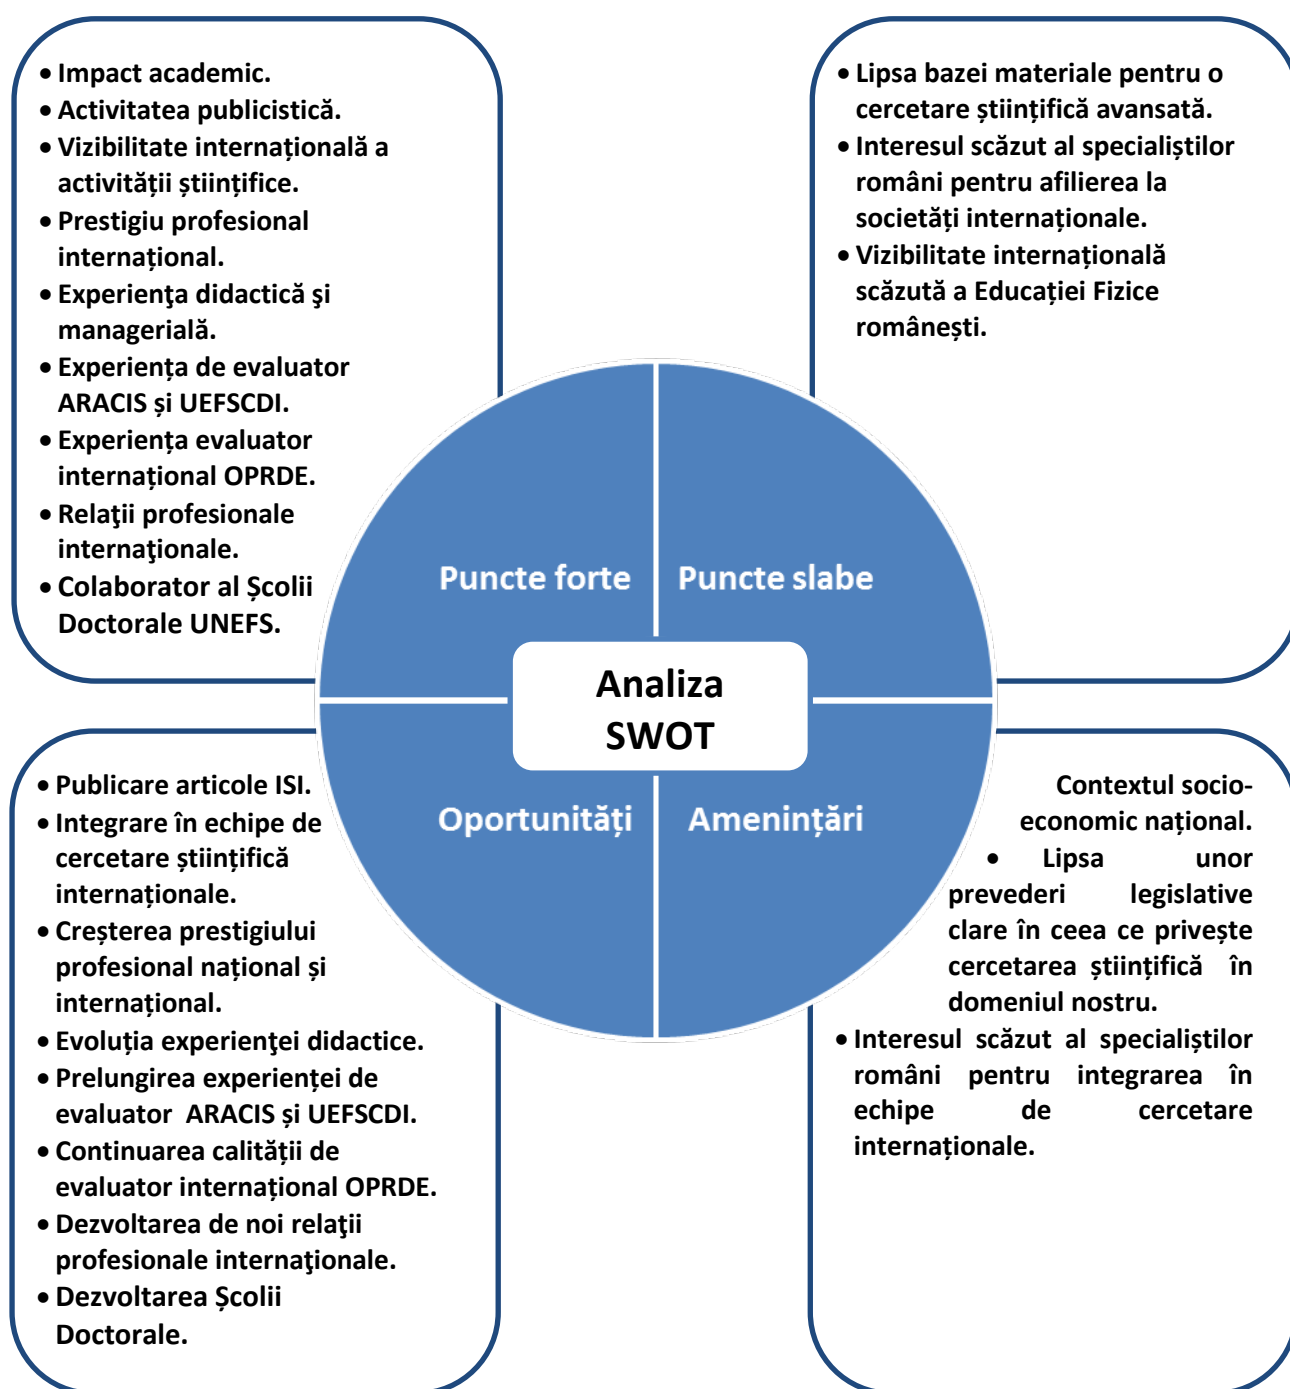 • Impact academic.
• Activitatea publicistică.
• Vizibilitate internațională a
activității științifice.
• Prestigiu profesional
internațional.
• Experienţa didactică şi
managerială.
• Experiența de evaluator
ARACIS și UEFSCDI.
• Experiența evaluator
internațional OPRDE.
• Relaţii profesionale
internaţionale.
• Colaborator al Școlii
Doctorale UNEFS.
• Lipsa bazei materiale pentru o
cercetare științifică avansată.
• Interesul scăzut al specialiștilor
români pentru afilierea la
societăți internaționale.
• Vizibilitate internațională
scăzută a Educației Fizice
românești.
Puncte forte
Puncte slabe
Analiza
SWOT
Oportunități
Amenințări
• Publicare articole ISI.
• Integrare în echipe de
cercetare științifică
internaționale.
• Creșterea prestigiului
profesional național și
internațional.
• Evoluția experienţei didactice.
• Prelungirea experienței de
evaluator ARACIS și UEFSCDI.
• Continuarea calității de
evaluator internațional OPRDE.
• Dezvoltarea de noi relaţii
profesionale internaţionale.
• Dezvoltarea Școlii
Doctorale.
Contextul socio-
economic național.
• Lipsa unor
prevederi legislative
clare în ceea ce privește
cercetarea științifică în
domeniul nostru.
• Interesul scăzut al specialiștilor
români pentru integrarea în
echipe de cercetare
internaționale.